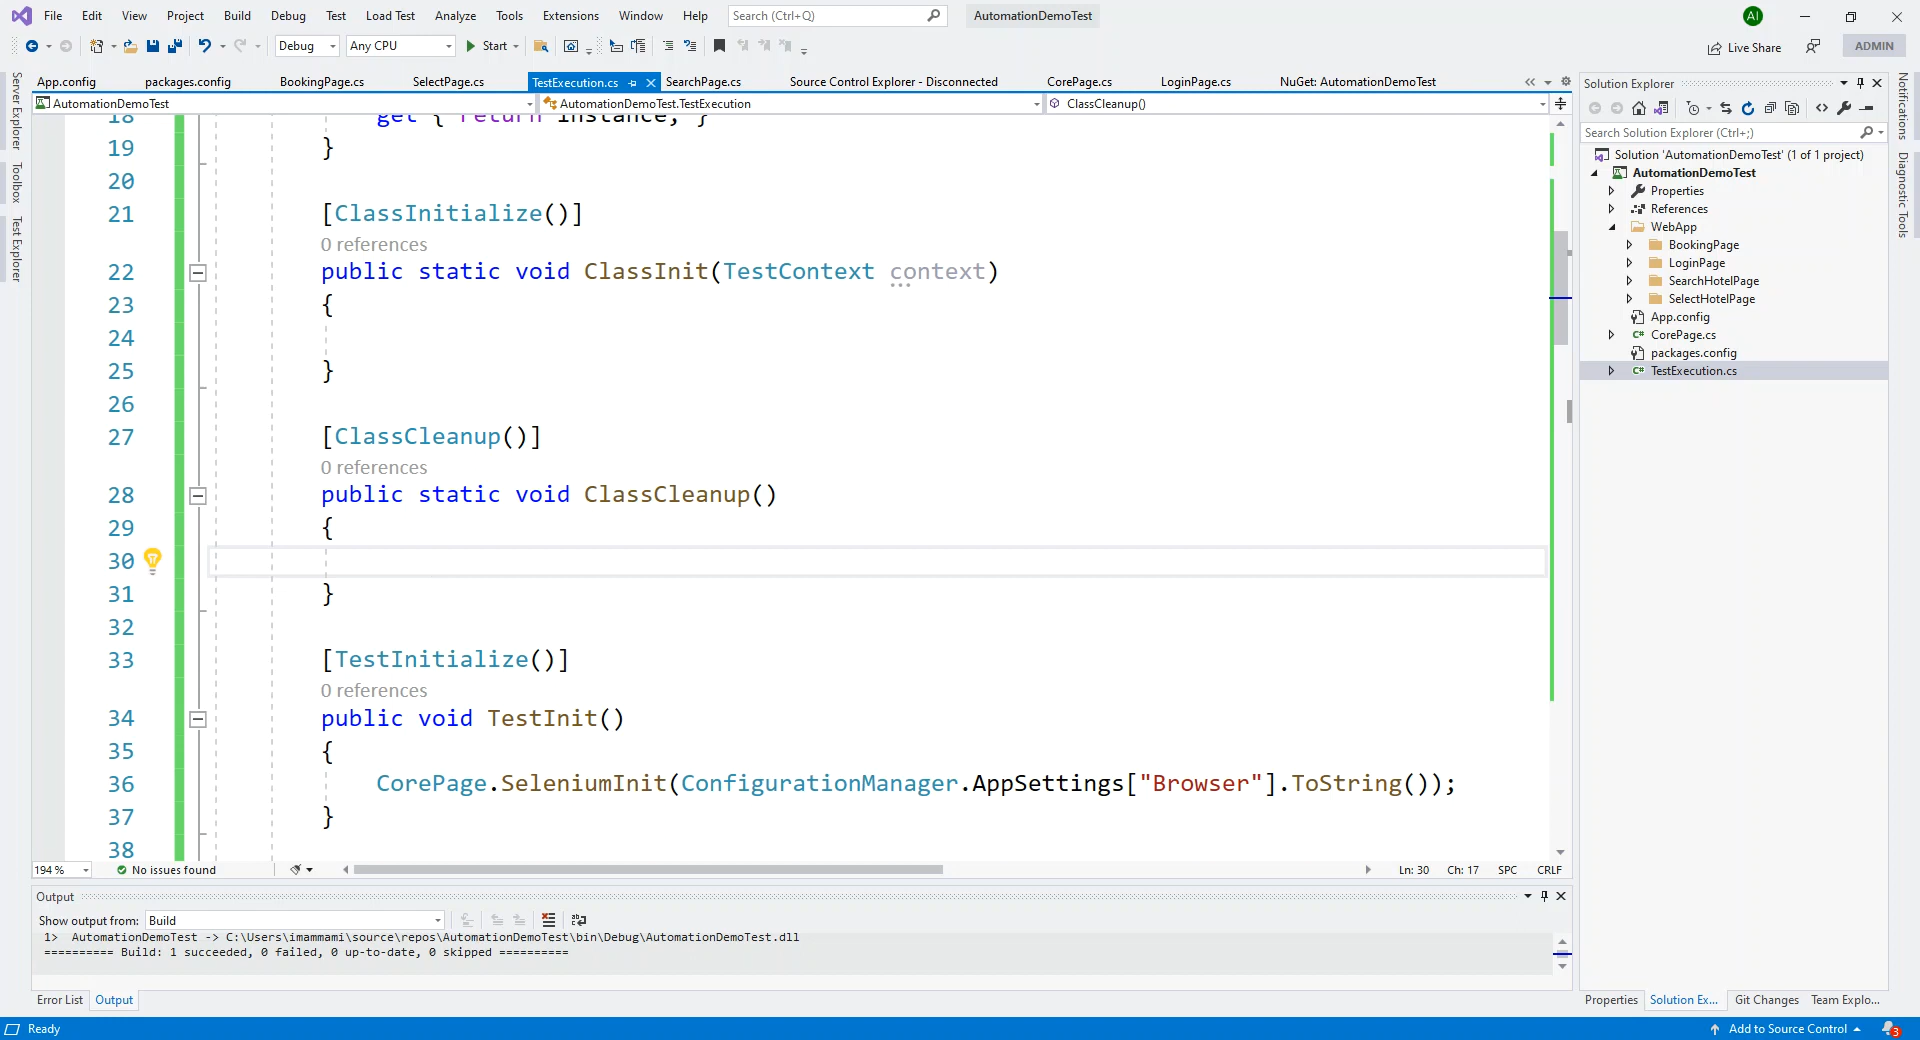 File Edit View Project Build Debug Test Load Test Analyze Tools Extensions Window Help Search (Ctrl+Q) AutomationDemoTest AI
Debug Any CPU Start Live Share ADMIN
App.config packages.config BookingPage.cs SelectPage.cs TestExecution.cs SearchPage.cs Source Control Explorer - Disconnected CorePage.cs LoginPage.cs NuGet: AutomationDemoTest
AutomationDemoTest AutomationDemoTest.TestExecution ClassCleanup()
Server Explorer
Toolbox
Test Explorer
18 get { return instance; }
19 }
20
21 [ClassInitialize()]
0 references
22 public static void ClassInit(TestContext context)
23 {
24
25 }
26
27 [ClassCleanup()]
0 references
28 public static void ClassCleanup()
29 {
30
31 }
32
33 [TestInitialize()]
0 references
34 public void TestInit()
35 {
36 CorePage.SeleniumInit(ConfigurationManager.AppSettings["Browser"].ToString());
37 }
38
194 % No issues found Ln: 30 Ch: 17 SPC CRLF
Output
Show output from: Build
1> AutomationDemoTest -> C:\Users\imammami\source\repos\AutomationDemoTest\bin\Debug\AutomationDemoTest.dll
========== Build: 1 succeeded, 0 failed, 0 up-to-date, 0 skipped ==========
Error List Output
Solution Explorer
Search Solution Explorer (Ctrl+;)
Solution 'AutomationDemoTest' (1 of 1 project)
AutomationDemoTest
Properties
References
WebApp
BookingPage
LoginPage
SearchHotelPage
SelectHotelPage
App.config
C# CorePage.cs
packages.config
C# TestExecution.cs
Properties Solution Ex... Git Changes Team Explo...
Notifications
Diagnostic Tools
Ready Add to Source Control 3